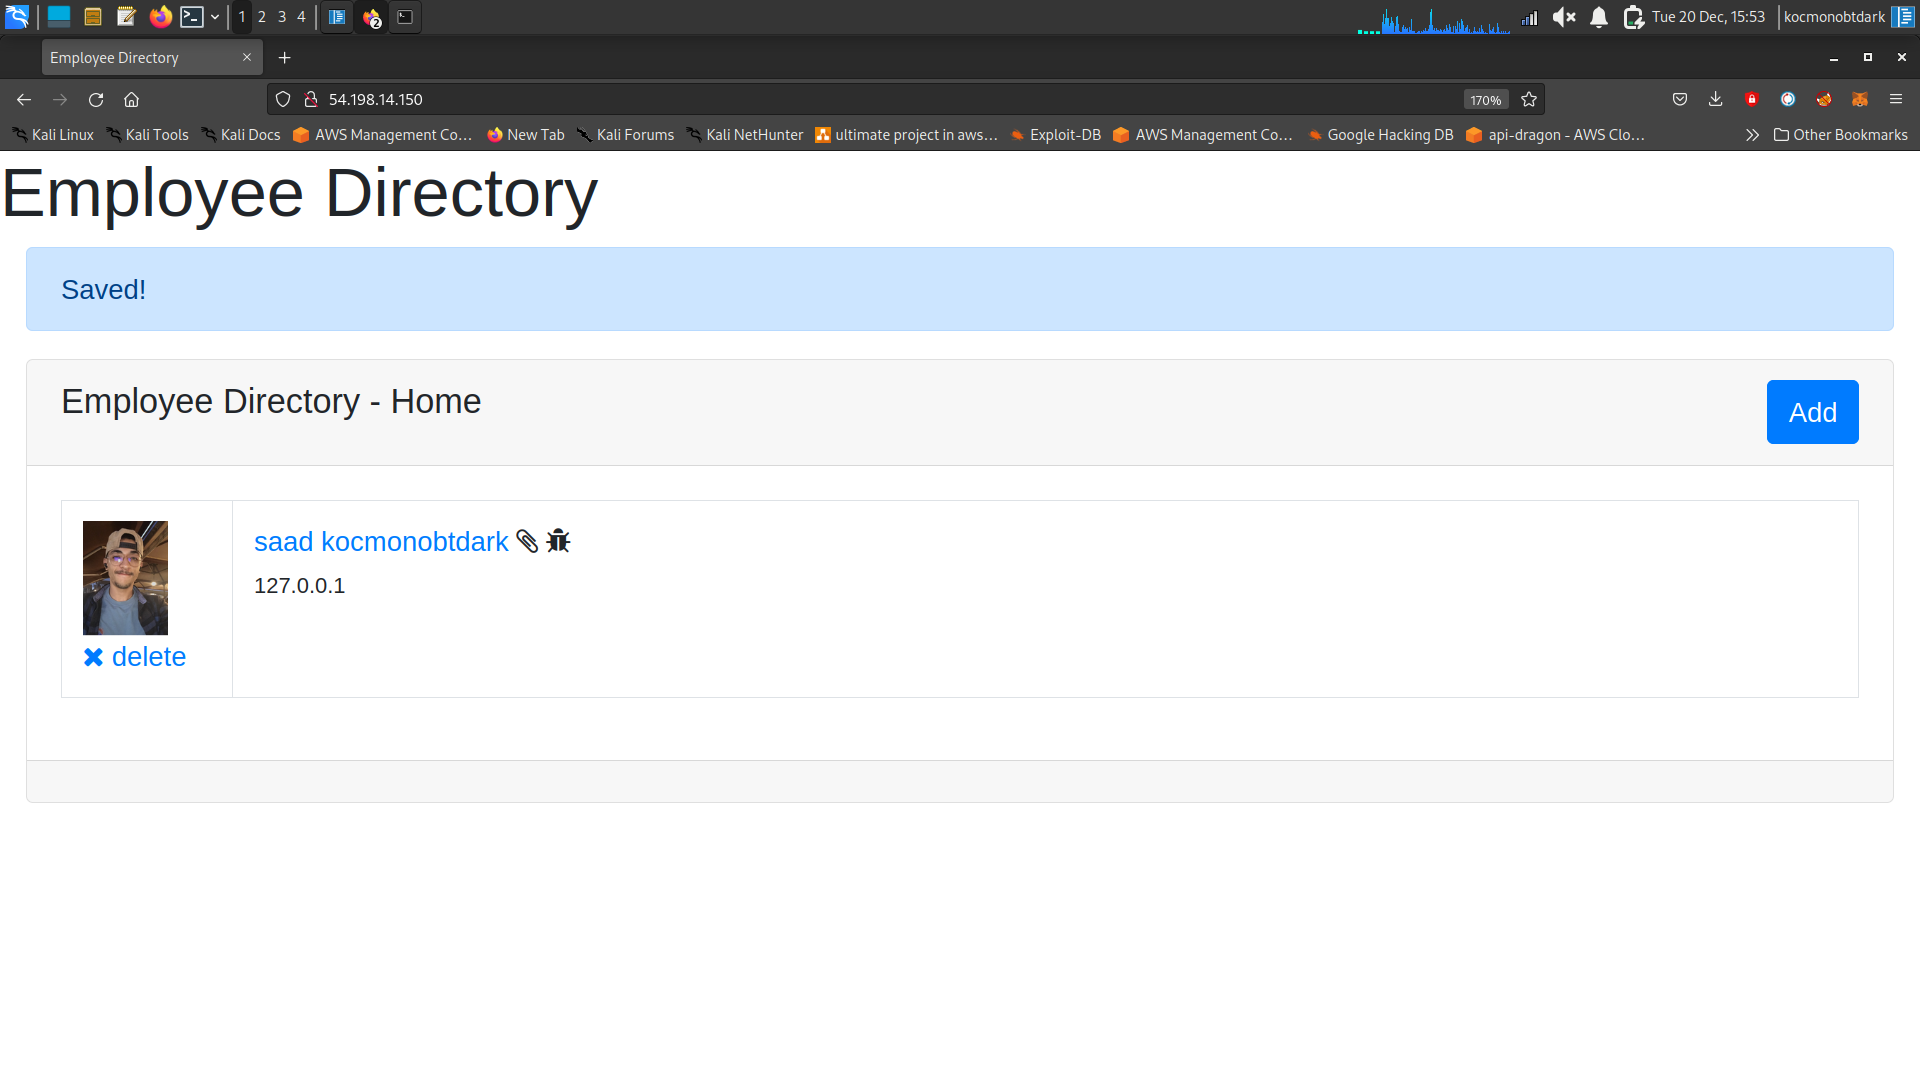 1 2 3 4 2 Tue 20 Dec, 15:53 kocmonobtdark
Employee Directory
54.198.14.150 170%
Kali Linux Kali Tools Kali Docs AWS Management Co… New Tab Kali Forums Kali NetHunter ultimate project in aws… Exploit-DB AWS Management Co… Google Hacking DB api-dragon - AWS Clo… Other Bookmarks
Employee Directory
Saved!
Employee Directory - Home
Add
saad kocmonobtdark
127.0.0.1
delete